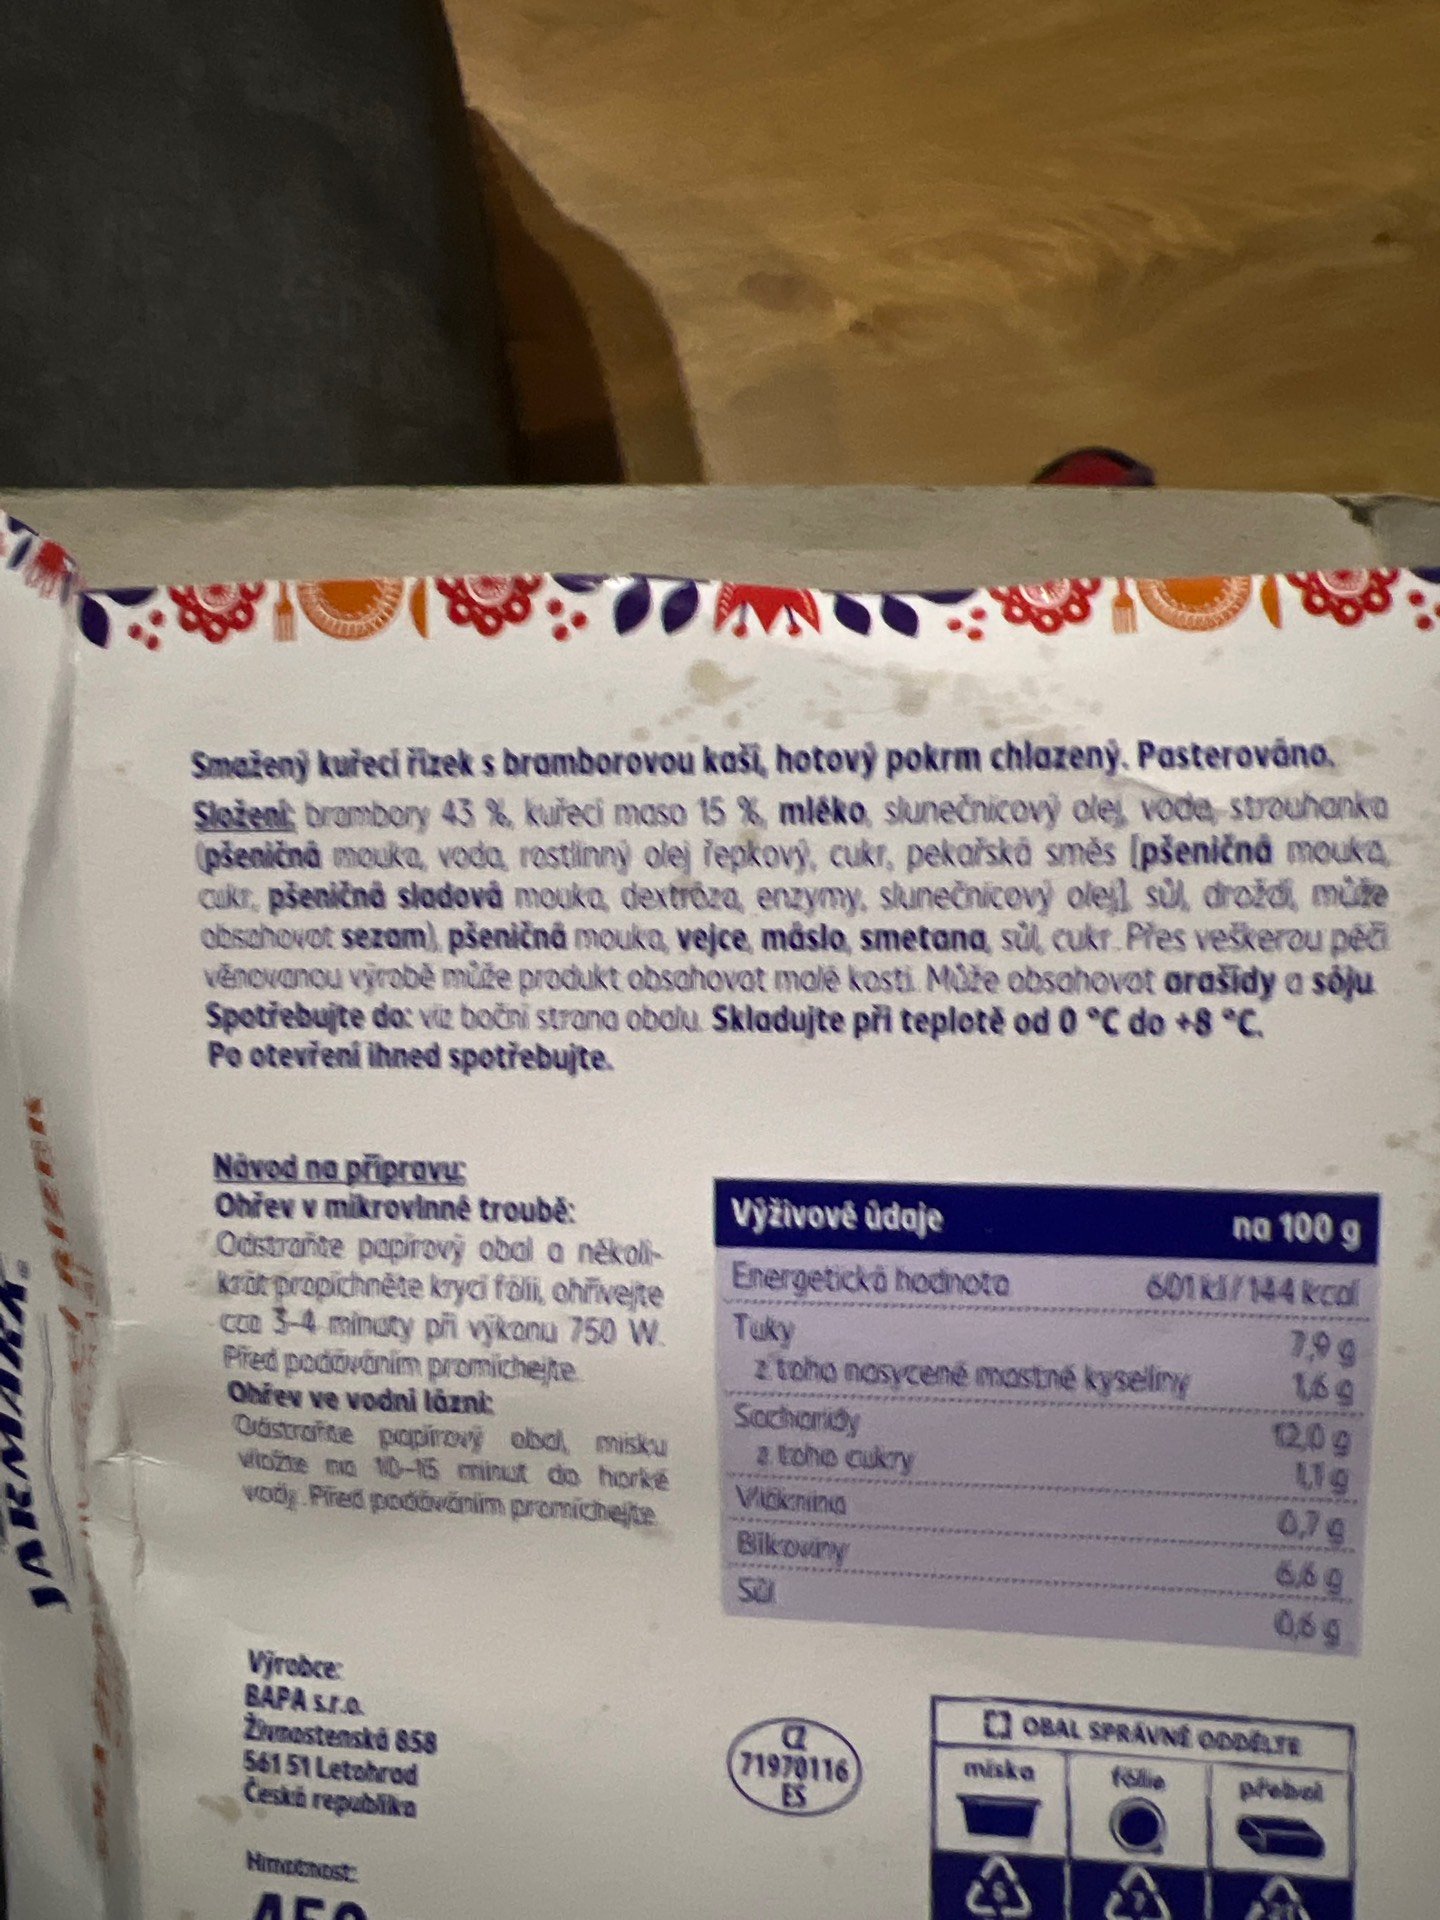 Smažený kuřecí řízek s bramborovou kaší, hotový pokrm chlazený. Pasterováno.
Složení: brambory 43 %, kuřecí maso 15 %, mléko, slunečnicový olej, voda, strouhanka
(pšeničná mouka, voda, rostlinný olej řepkový, cukr, pekařská směs [pšeničná mouka,
cukr, pšeničná sladová mouka, dextróza, enzymy, slunečnicový olej], sůl, droždí, může
obsahovat sezam), pšeničná mouka, vejce, máslo, smetana, sůl, cukr. Přes veškerou péči
věnovanou výrobě může produkt obsahovat malé kosti. Může obsahovat arašídy a sóju.
Spotřebujte do: viz boční strana obalu. Skladujte při teplotě od 0 °C do +8 °C.
Po otevření ihned spotřebujte.
Návod na přípravu:
Ohřev v mikrovlnné troubě:
Odstraňte papírový obal a několi-
krát propíchněte krycí fólii, ohřívejte
cca 3-4 minuty při výkonu 750 W.
Před podáváním promíchejte.
Ohřev ve vodní lázni:
Odstraňte papírový obal, misku
vložte na 10-15 minut do horké
vody. Před podáváním promíchejte.
Výživové údaje na 100 g
Energetická hodnota 601 kJ / 144 kcal
Tuky 7,9 g
z toho nasycené mastné kyseliny 1,6 g
Sacharidy 12,0 g
z toho cukry 1,1 g
Vláknina 0,7 g
Bílkoviny 6,6 g
Sůl 0,6 g
Výrobce:
BAPA s.r.o.
Živnostenská 858
561 51 Letohrad
Česká republika
CZ
71970116
ES
OBAL SPRÁVNĚ ODDĚLTE
miska fólie přebal
Hmotnost: